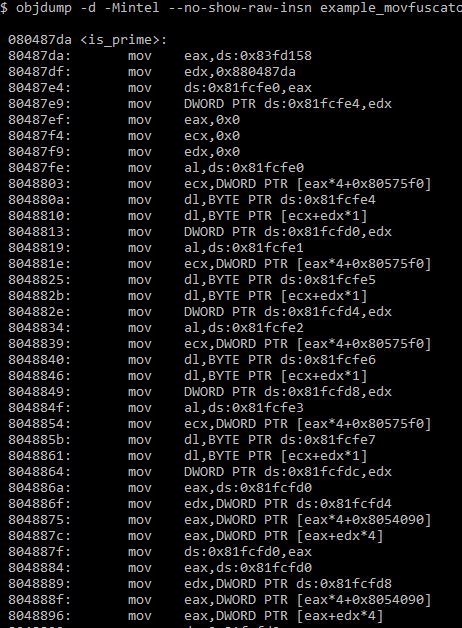 $ objdump -d -Mintel --no-show-raw-insn example_movfuscato
080487da <is_prime>:
80487da: mov eax,ds:0x83fd158
80487df: mov edx,0x880487da
80487e4: mov ds:0x81fcfe0,eax
80487e9: mov DWORD PTR ds:0x81fcfe4,edx
80487ef: mov eax,0x0
80487f4: mov ecx,0x0
80487f9: mov edx,0x0
80487fe: mov al,ds:0x81fcfe0
8048803: mov ecx,DWORD PTR [eax*4+0x80575f0]
804880a: mov dl,BYTE PTR ds:0x81fcfe4
8048810: mov dl,BYTE PTR [ecx+edx*1]
8048813: mov DWORD PTR ds:0x81fcfd0,edx
8048819: mov al,ds:0x81fcfe1
804881e: mov ecx,DWORD PTR [eax*4+0x80575f0]
8048825: mov dl,BYTE PTR ds:0x81fcfe5
804882b: mov dl,BYTE PTR [ecx+edx*1]
804882e: mov DWORD PTR ds:0x81fcfd4,edx
8048834: mov al,ds:0x81fcfe2
8048839: mov ecx,DWORD PTR [eax*4+0x80575f0]
8048840: mov dl,BYTE PTR ds:0x81fcfe6
8048846: mov dl,BYTE PTR [ecx+edx*1]
8048849: mov DWORD PTR ds:0x81fcfd8,edx
804884f: mov al,ds:0x81fcfe3
8048854: mov ecx,DWORD PTR [eax*4+0x80575f0]
804885b: mov dl,BYTE PTR ds:0x81fcfe7
8048861: mov dl,BYTE PTR [ecx+edx*1]
8048864: mov DWORD PTR ds:0x81fcfdc,edx
804886a: mov eax,ds:0x81fcfd0
804886f: mov edx,DWORD PTR ds:0x81fcfd4
8048875: mov eax,DWORD PTR [eax*4+0x8054090]
804887c: mov eax,DWORD PTR [eax+edx*4]
804887f: mov ds:0x81fcfd0,eax
8048884: mov eax,ds:0x81fcfd0
8048889: mov edx,DWORD PTR ds:0x81fcfd8
804888f: mov eax,DWORD PTR [eax*4+0x8054090]
8048896: mov eax,DWORD PTR [eax+edx*4]